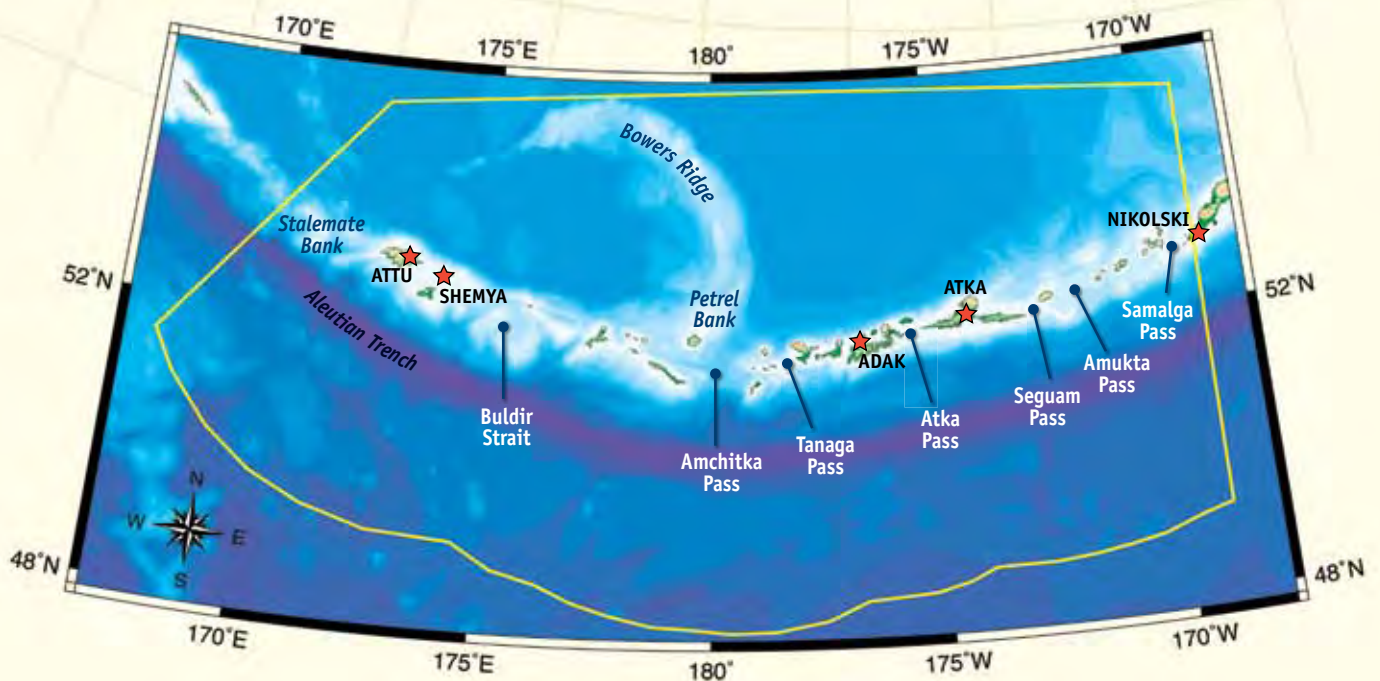 170°E
175°E
180°
175°W
170°W
Bowers Ridge
Stalemate
Bank
ATTU
SHEMYA
NIKOLSKI
52°N
52°N
Aleutian Trench
Petrel
Bank
ATKA
ADAK
Samalga
Pass
Amukta
Pass
Seguam
Pass
Atka
Pass
Buldir
Strait
Tanaga
Pass
Amchitka
Pass
N
W
E
S
48°N
48°N
170°E
175°E
180°
175°W
170°W